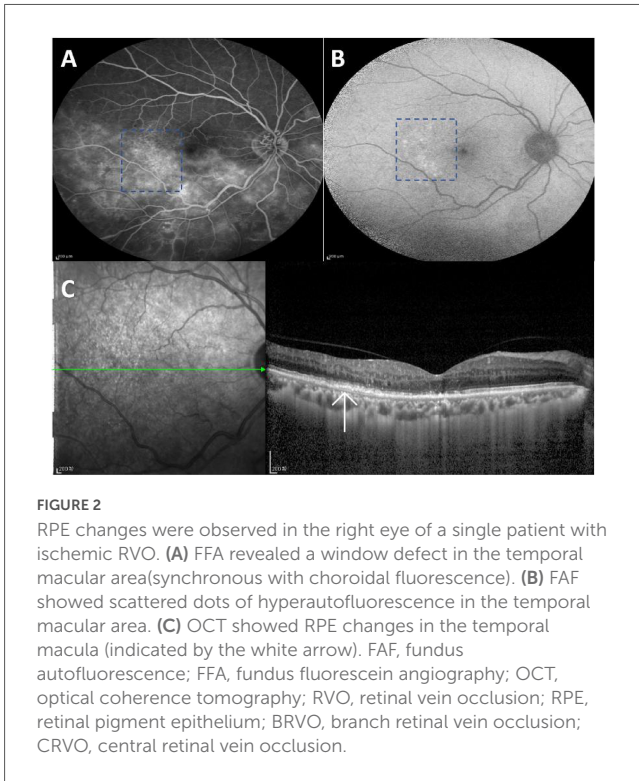 A
B
200 µm
200 µm
C
FIGURE 2
RPE changes were observed in the right eye of a single patient with
ischemic RVO. (A) FFA revealed a window defect in the temporal
macular area(synchronous with choroidal fluorescence). (B) FAF
showed scattered dots of hyperautofluorescence in the temporal
macular area. (C) OCT showed RPE changes in the temporal
macula (indicated by the white arrow). FAF, fundus
autofluorescence; FFA, fundus fluorescein angiography; OCT,
optical coherence tomography; RVO, retinal vein occlusion; RPE,
retinal pigment epithelium; BRVO, branch retinal vein occlusion;
CRVO, central retinal vein occlusion.